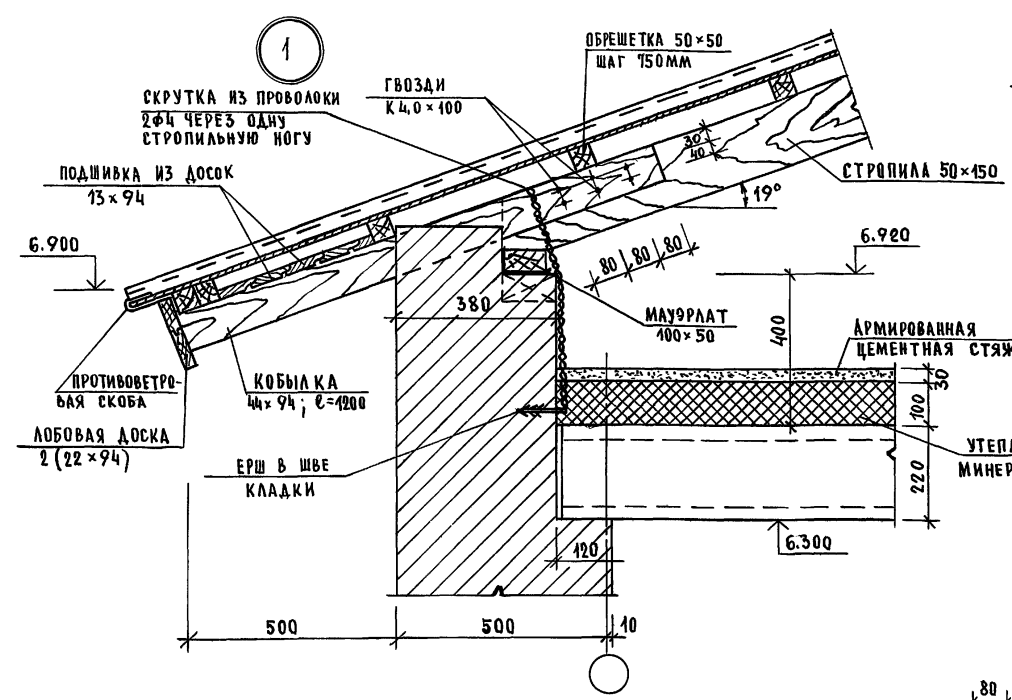 1
ОБРЕШЕТКА 50×50
ШАГ 750ММ
ГВОЗДИ
К 4,0×100
СКРУТКА ИЗ ПРОВОЛОКИ
2ф4 ЧЕРЕЗ ОДНУ
СТРОПИЛЬНУЮ НОГУ
ПОДШИВКА ИЗ ДОСОК
13×94
30
40
СТРОПИЛА 50×150
19°
6.900
6.920
80 80 80
380
МАУЭРЛАТ
100×50
400
АРМИРОВАННАЯ
ЦЕМЕНТНАЯ СТЯЖ
30
100
220
ПРОТИВОВЕТРО-
ВАЯ СКОБА
КОБЫЛКА
44×94; ℓ=1200
ЛОБОВАЯ ДОСКА
2(22×94)
ЕРШ В ШВЕ
КЛАДКИ
УТЕПЛ
МИНЕР
120
6.300
500
500
10
80